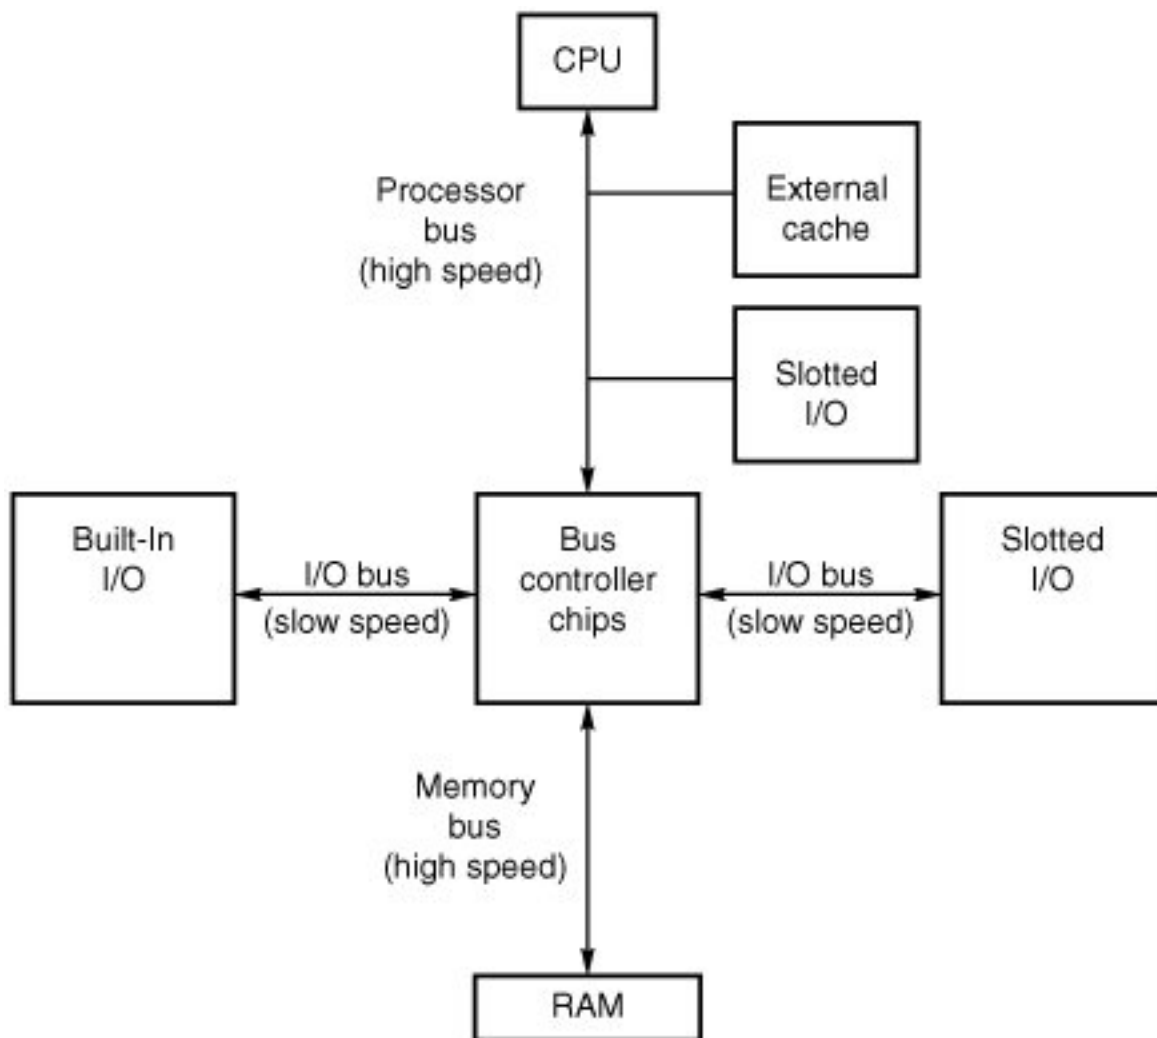 CPU
Processor
bus
(high speed)
External
cache
Slotted
I/O
Built-In
I/O
I/O bus
(slow speed)
Bus
controller
chips
I/O bus
(slow speed)
Slotted
I/O
Memory
bus
(high speed)
RAM